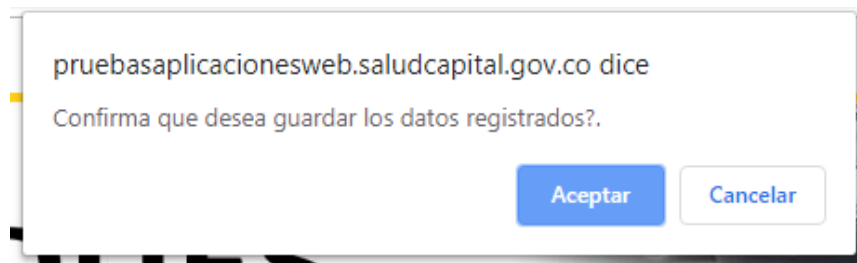 pruebasaplicacionesweb.saludcapital.gov.co dice
Confirma que desea guardar los datos registrados?.
Aceptar
Cancelar